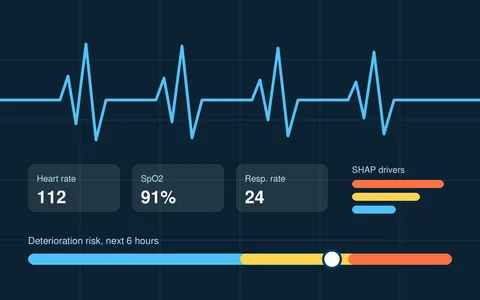 Heart rate
112
SpO2
91%
Resp. rate
24
SHAP drivers
Deterioration risk, next 6 hours